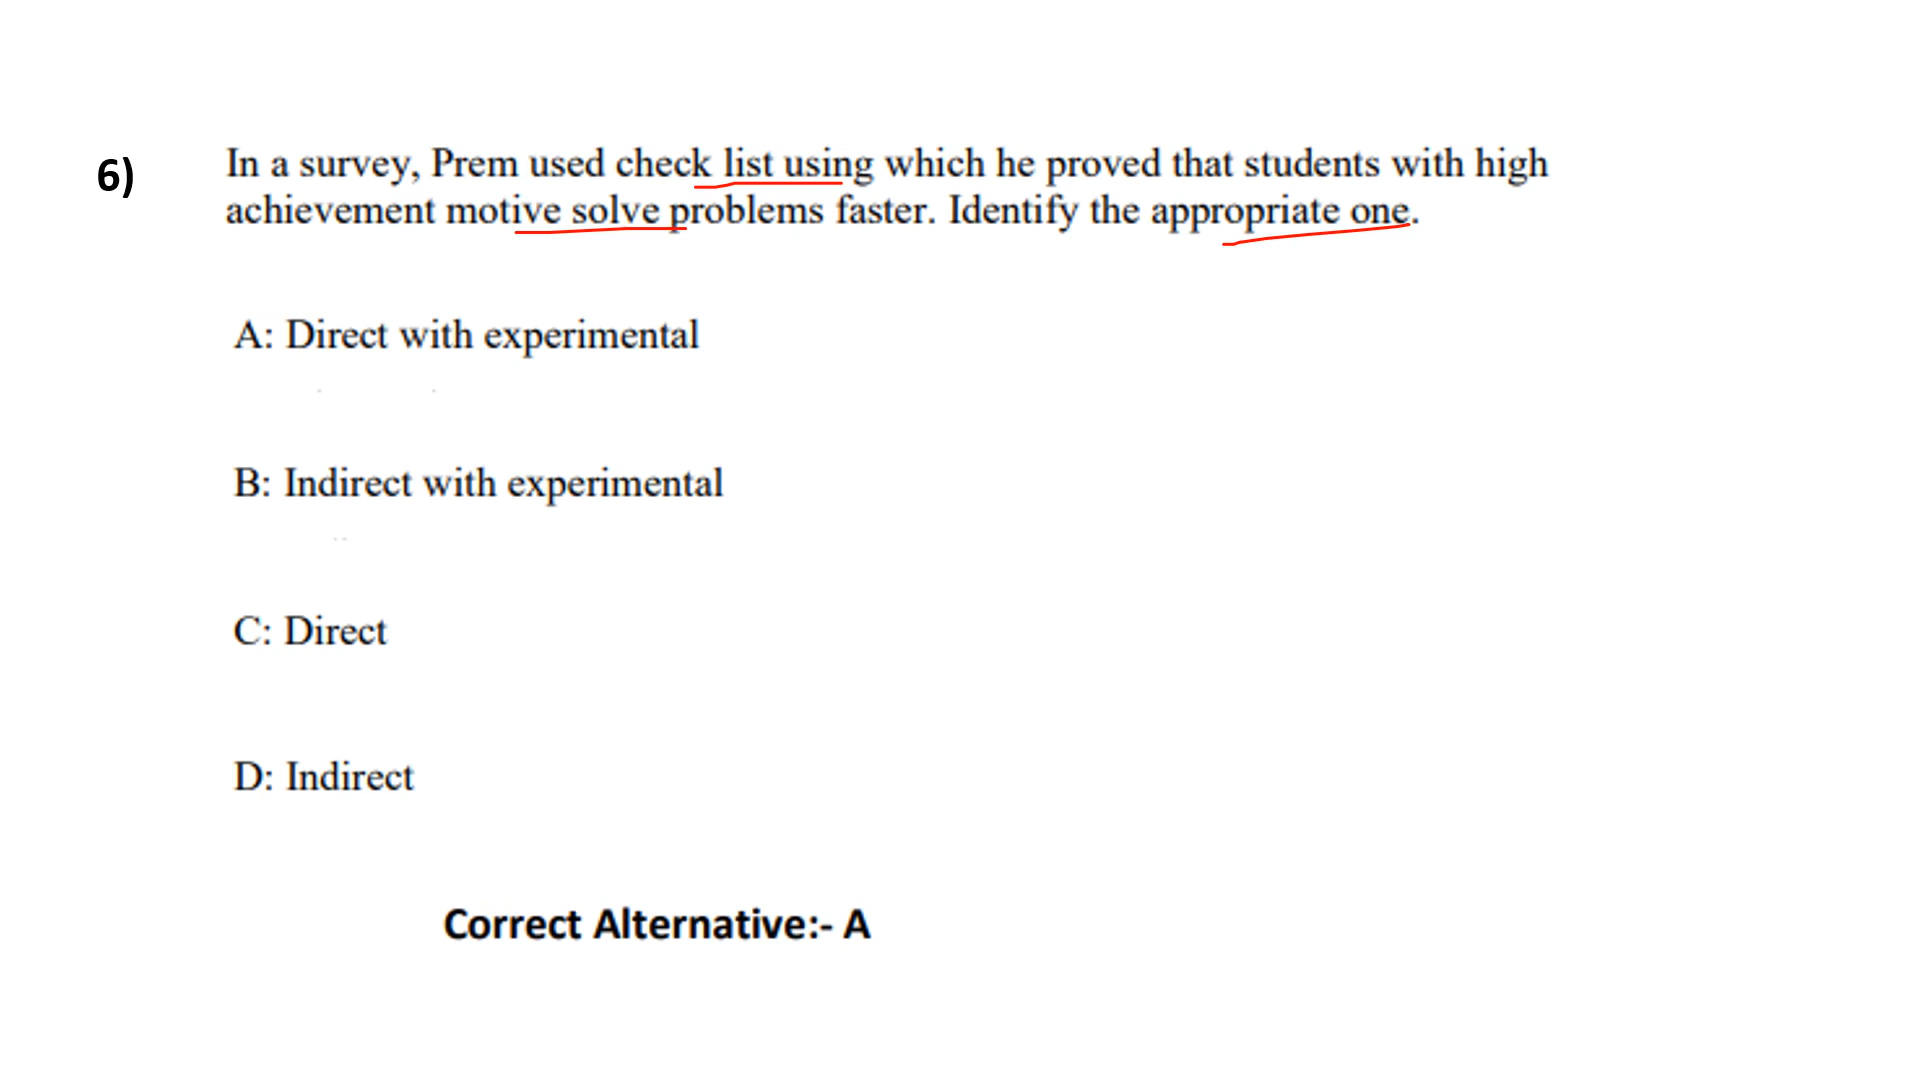 6)
In a survey, Prem used check list using which he proved that students with high
achievement motive solve problems faster. Identify the appropriate one.
A: Direct with experimental
B: Indirect with experimental
C: Direct
D: Indirect
Correct Alternative:- A